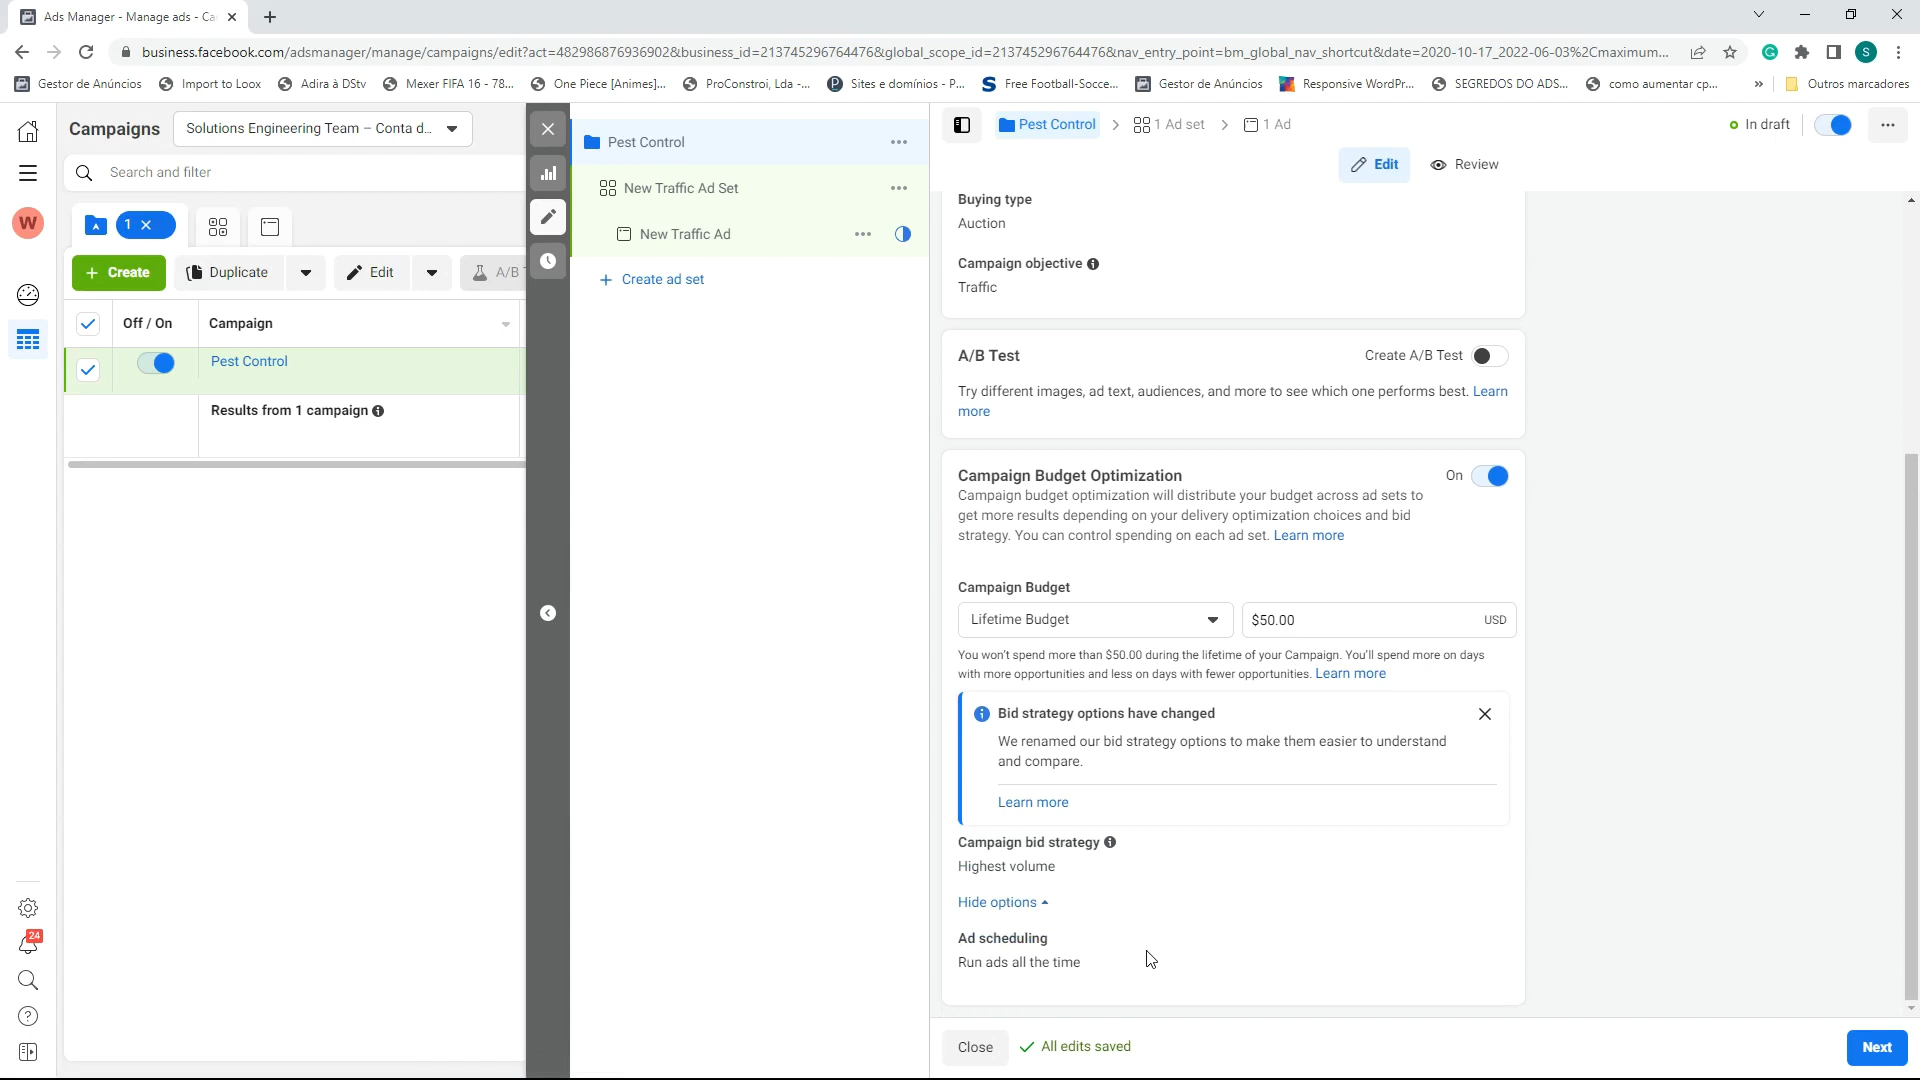 Ads Manager - Manage ads - Ca
business.facebook.com/adsmanager/manage/campaigns/edit?act=482986876936902&business_id=213745296764476&global_scope_id=213745296764476&nav_entry_point=bm_global_nav_shortcut&date=2020-10-17_2022-06-03%2Cmaximum...
S
Gestor de Anúncios
Import to Loox
Adira à DStv
Mexer FIFA 16 - 78...
One Piece [Animes]...
ProConstroi, Lda -...
Sites e domínios - P...
Free Football-Socce...
Gestor de Anúncios
Responsive WordPr...
SEGREDOS DO ADS...
como aumentar cp...
»
Outros marcadores
Campaigns
Solutions Engineering Team – Conta d...
Search and filter
W
1
Create
Duplicate
Edit
A/B T
Off / On
Campaign
Pest Control
Results from 1 campaign
24
Pest Control
New Traffic Ad Set
New Traffic Ad
Create ad set
Pest Control
1 Ad set
1 Ad
In draft
Edit
Review
Buying type
Auction
Campaign objective
Traffic
A/B Test
Create A/B Test
Try different images, ad text, audiences, and more to see which one performs best. Learn
more
Campaign Budget Optimization
On
Campaign budget optimization will distribute your budget across ad sets to
get more results depending on your delivery optimization choices and bid
strategy. You can control spending on each ad set. Learn more
Campaign Budget
Lifetime Budget
$50.00
USD
You won't spend more than $50.00 during the lifetime of your Campaign. You'll spend more on days
with more opportunities and less on days with fewer opportunities. Learn more
Bid strategy options have changed
We renamed our bid strategy options to make them easier to understand
and compare.
Learn more
Campaign bid strategy
Highest volume
Hide options
Ad scheduling
Run ads all the time
Close
All edits saved
Next